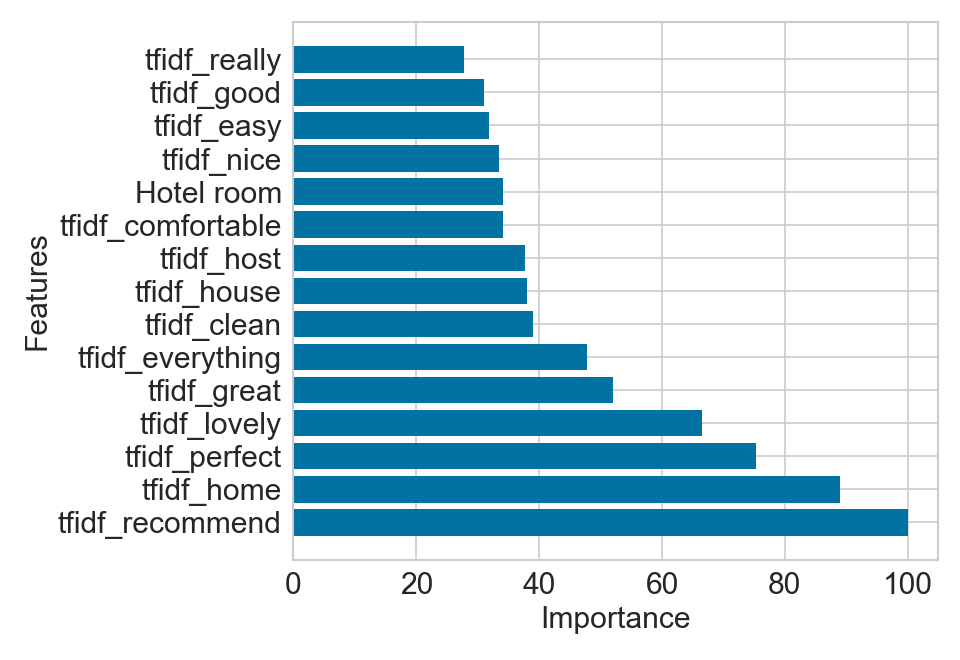 tfidf_really
tfidf_good
tfidf_easy
tfidf_nice
Hotel room
tfidf_comfortable
tfidf_host
tfidf_house
tfidf_clean
tfidf_everything
tfidf_great
tfidf_lovely
tfidf_perfect
tfidf_home
tfidf_recommend
Features
0 20 40 60 80 100
Importance